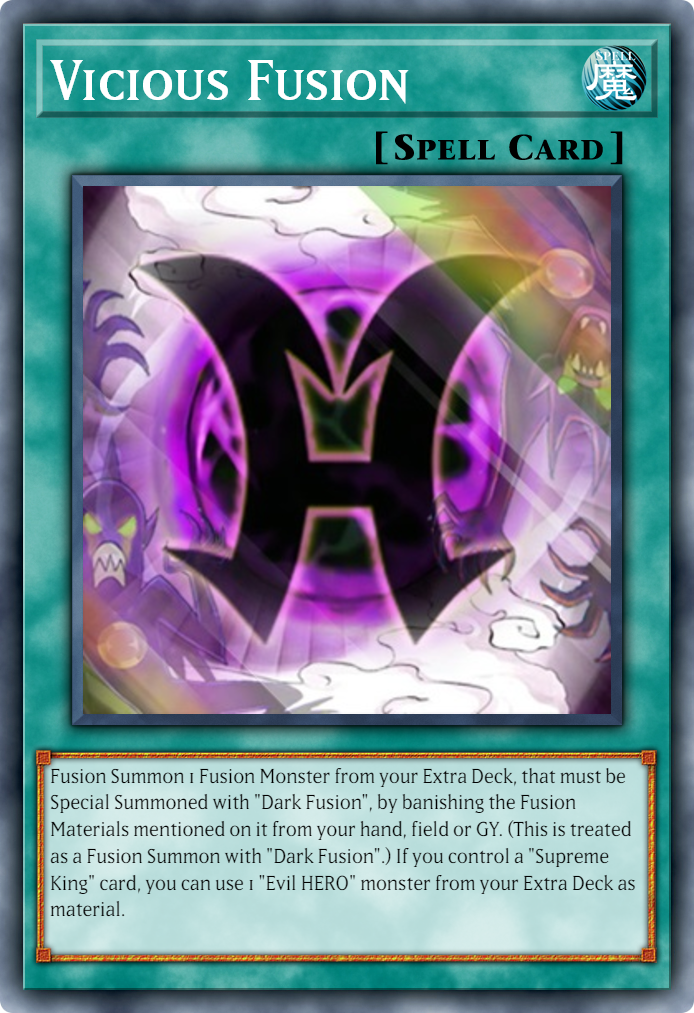 Vicious Fusion
SPELL
魔
[Spell Card]
Fusion Summon 1 Fusion Monster from your Extra Deck, that must be
Special Summoned with "Dark Fusion", by banishing the Fusion
Materials mentioned on it from your hand, field or GY. (This is treated
as a Fusion Summon with "Dark Fusion".) If you control a "Supreme
King" card, you can use 1 "Evil HERO" monster from your Extra Deck as
material.